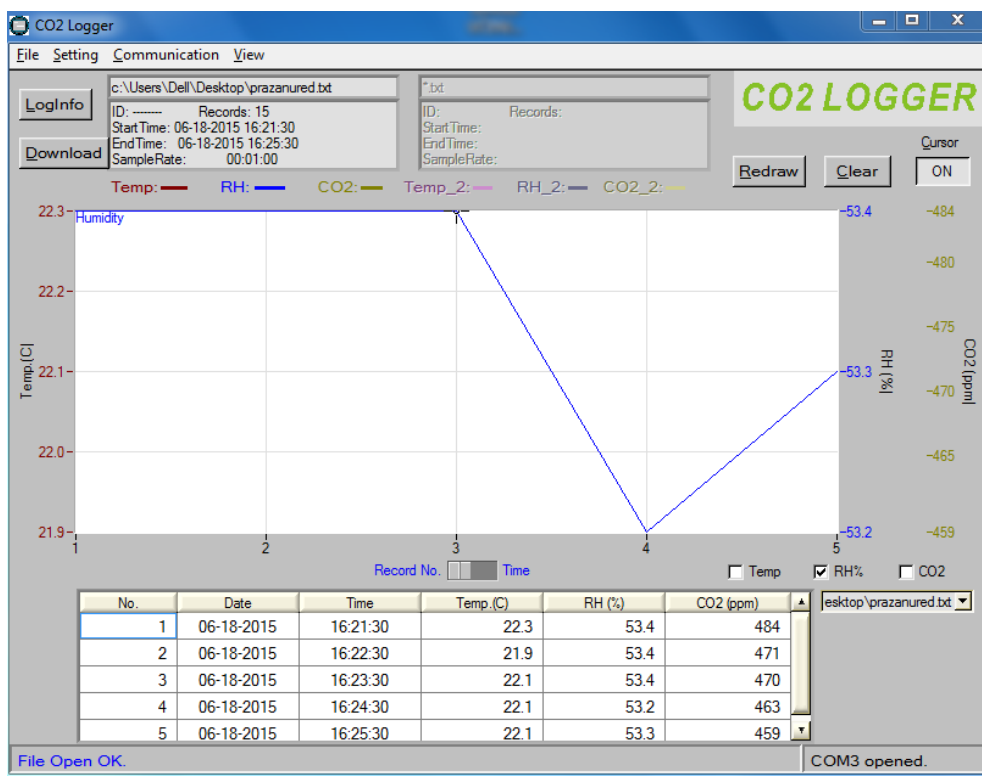 CO2 Logger
File Setting Communication View
LogInfo
Download
c:\Users\Dell\Desktop\prazanured.txt
ID: -------- Records: 15
StartTime: 06-18-2015 16:21:30
EndTime: 06-18-2015 16:25:30
SampleRate: 00:01:00
*.txt
ID: Records:
StartTime:
EndTime:
SampleRate:
CO2 LOGGER
Cursor
Redraw Clear ON
Temp: RH: CO2: Temp_2: RH_2: CO2_2:
Humidity
Temp.(C)
22.3
22.2
22.1
22.0
21.9
53.4
53.3
53.2
RH (%)
484
480
475
470
465
459
CO2 (ppm)
1 2 3 4 5
Record No. Time
Temp RH% CO2
esktop\prazanured.txt
No. Date Time Temp.(C) RH (%) CO2 (ppm)
1 06-18-2015 16:21:30 22.3 53.4 484
2 06-18-2015 16:22:30 21.9 53.4 471
3 06-18-2015 16:23:30 22.1 53.4 470
4 06-18-2015 16:24:30 22.1 53.2 463
5 06-18-2015 16:25:30 22.1 53.3 459
File Open OK.
COM3 opened.